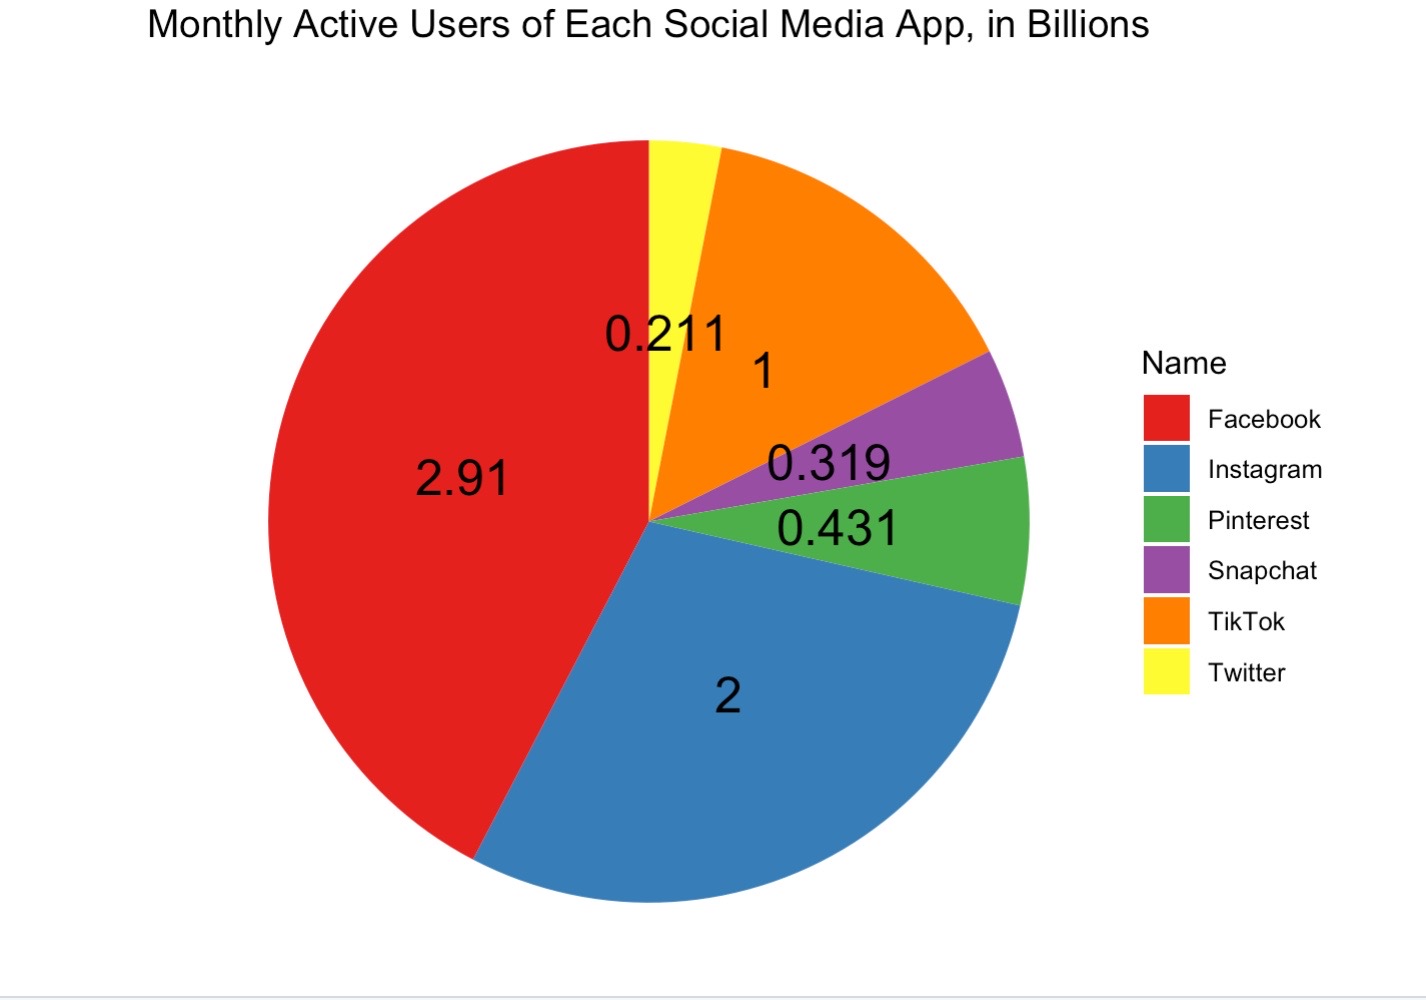 Monthly Active Users of Each Social Media App, in Billions
0.211
1
0.319
2.91
0.431
2
Name
Facebook
Instagram
Pinterest
Snapchat
TikTok
Twitter